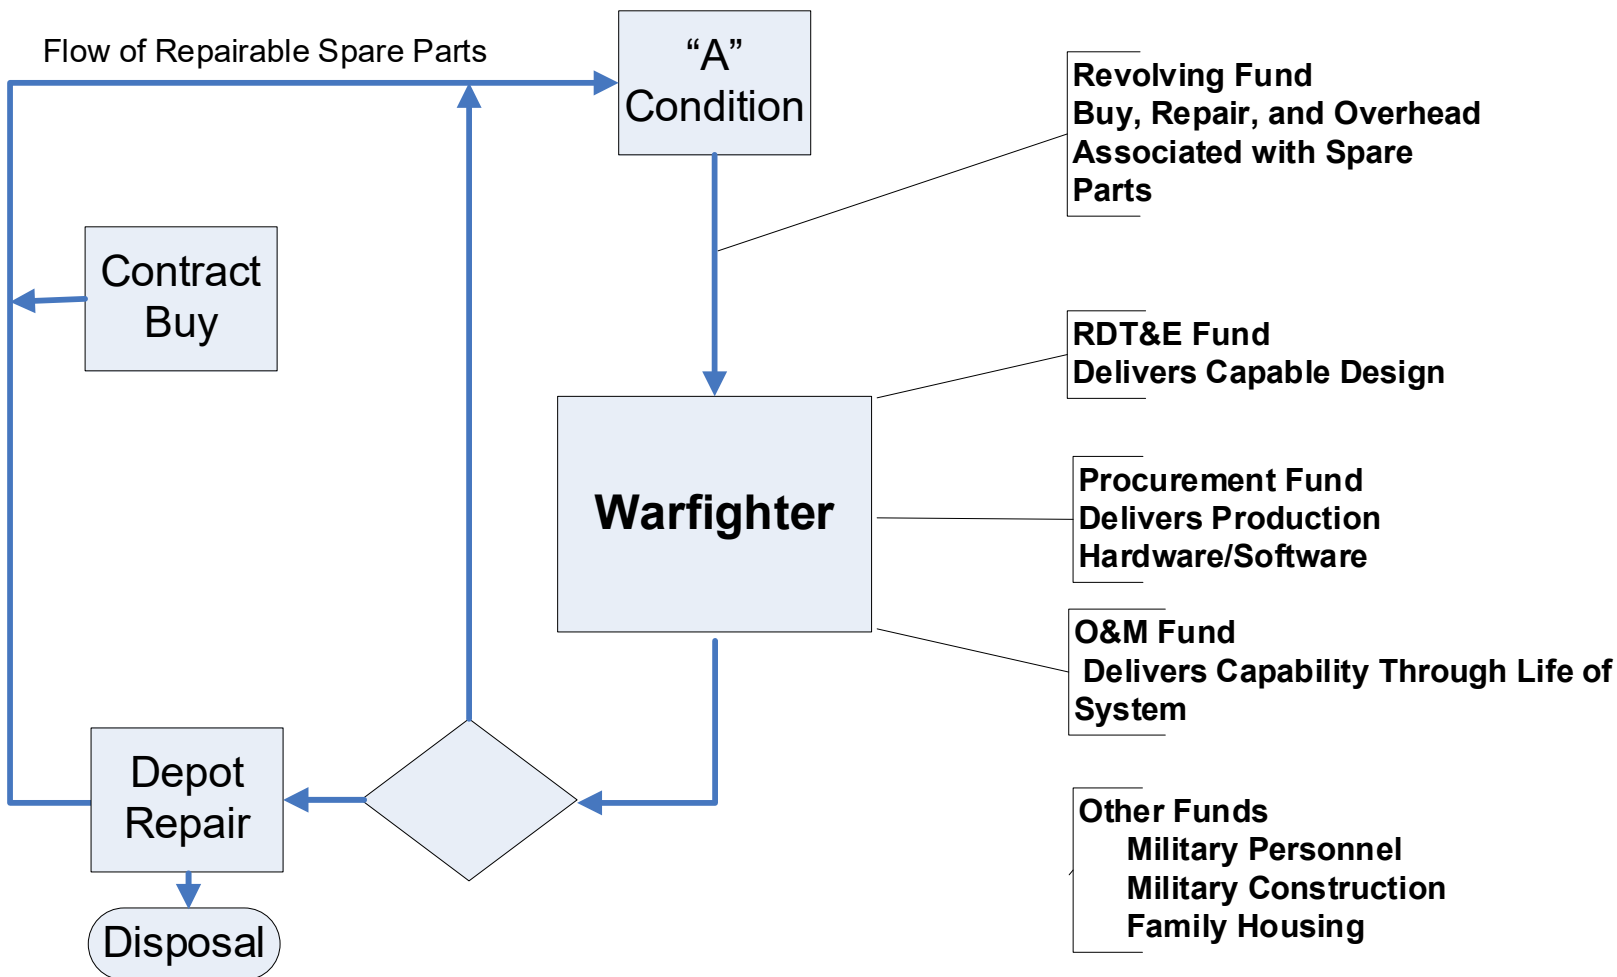 Flow of Repairable Spare Parts
“A”
Condition
Revolving Fund
Buy, Repair, and Overhead
Associated with Spare
Parts
Contract
Buy
RDT&E Fund
Delivers Capable Design
Warfighter
Procurement Fund
Delivers Production
Hardware/Software
O&M Fund
Delivers Capability Through Life of
System
Depot
Repair
Other Funds
Military Personnel
Military Construction
Family Housing
Disposal